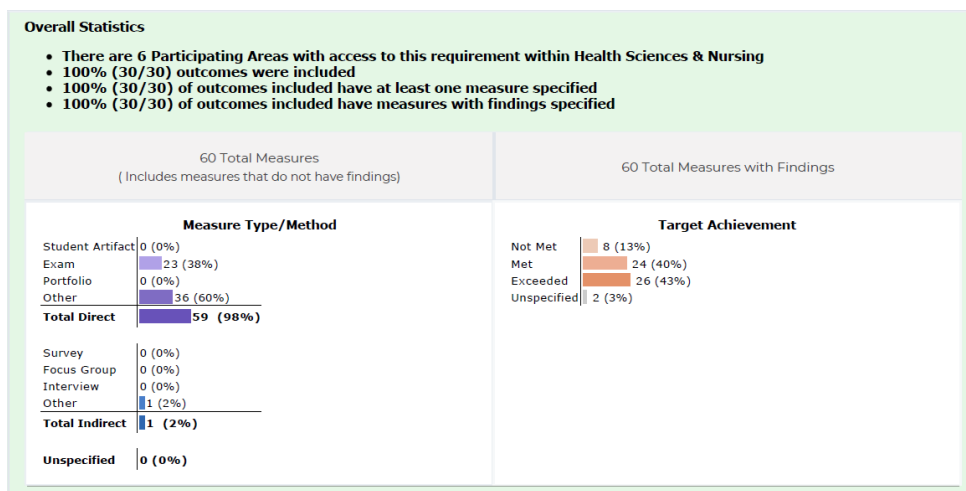 Overall Statistics
• There are 6 Participating Areas with access to this requirement within Health Sciences & Nursing
• 100% (30/30) outcomes were included
• 100% (30/30) of outcomes included have at least one measure specified
• 100% (30/30) of outcomes included have measures with findings specified
60 Total Measures
( Includes measures that do not have findings)
60 Total Measures with Findings
Measure Type/Method
Student Artifact 0 (0%)
Exam 23 (38%)
Portfolio 0 (0%)
Other 36 (60%)
Total Direct 59 (98%)
Survey 0 (0%)
Focus Group 0 (0%)
Interview 0 (0%)
Other 1 (2%)
Total Indirect 1 (2%)
Unspecified 0 (0%)
Target Achievement
Not Met 8 (13%)
Met 24 (40%)
Exceeded 26 (43%)
Unspecified 2 (3%)